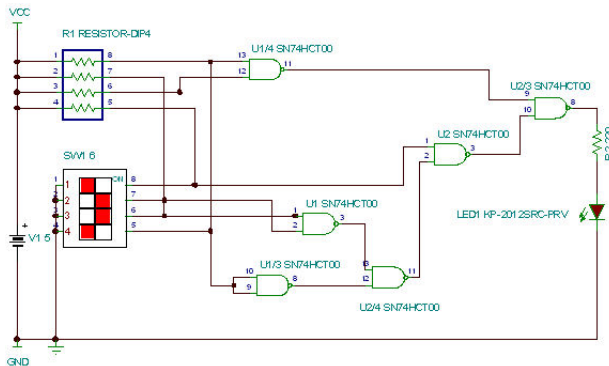 VCC
R1 RESISTOR-DIP4
1 8
2 7
3 6
4 5
U1/4 SN74HCT00
13
12
11
U2/3 SN74HCT00
9
10
8
U2 SN74HCT00
1
2
3
SW1 6
ON
1 1 8
2 7
3 6
4 5
U1 SN74HCT00
1
2
3
LED1 KP-2012SRC-PRV
V1 5
+
U1/3 SN74HCT00
10
9
8
13
12
11
U2/4 SN74HCT00
GND